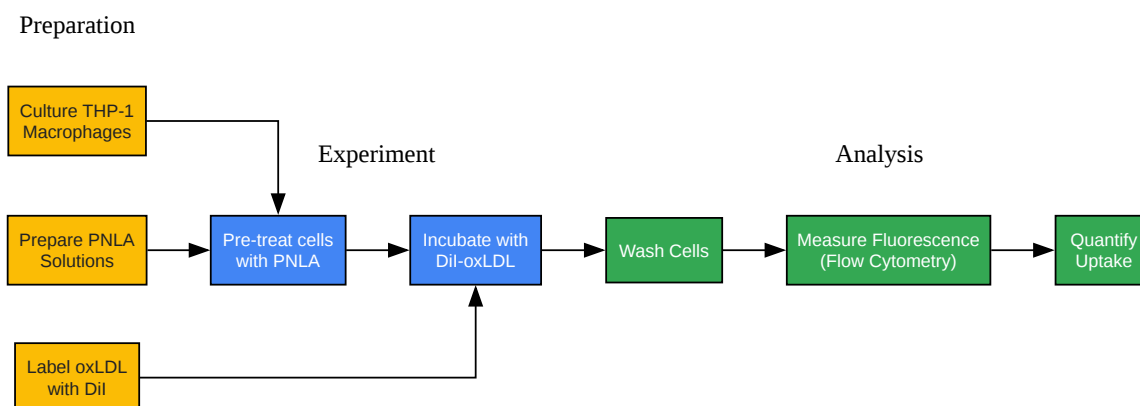 Preparation
Culture THP-1
Macrophages
Experiment
Analysis
Prepare PNLA
Solutions
Pre-treat cells
with PNLA
Incubate with
DiI-oxLDL
Wash Cells
Measure Fluorescence
(Flow Cytometry)
Quantify
Uptake
Label oxLDL
with DiI